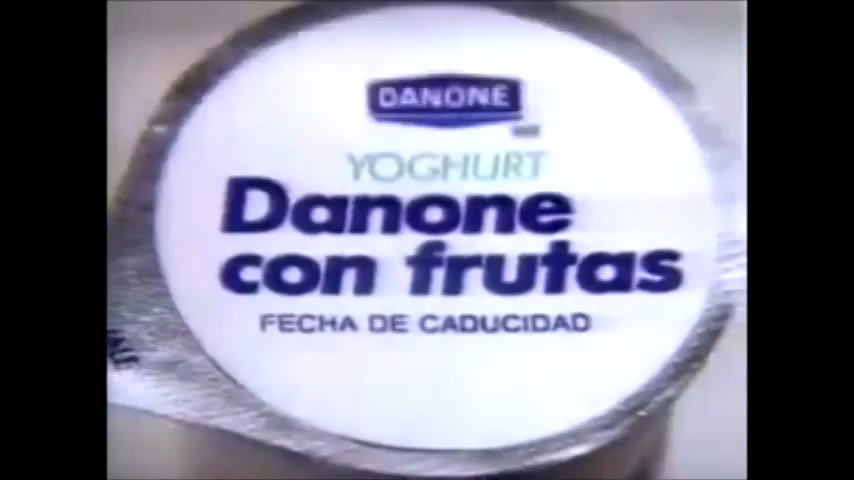 DANONE
YOGHURT
Danone
con frutas
FECHA DE CADUCIDAD